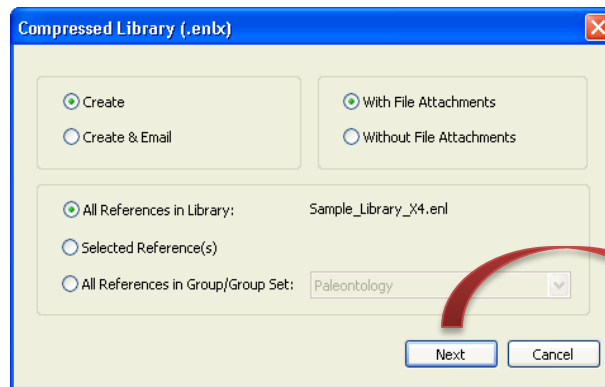 Compressed Library (.enlx)
Create
With File Attachments
Create & Email
Without File Attachments
All References in Library: Sample_Library_X4.enl
Selected Reference(s)
All References in Group/Group Set: Paleontology
Next Cancel